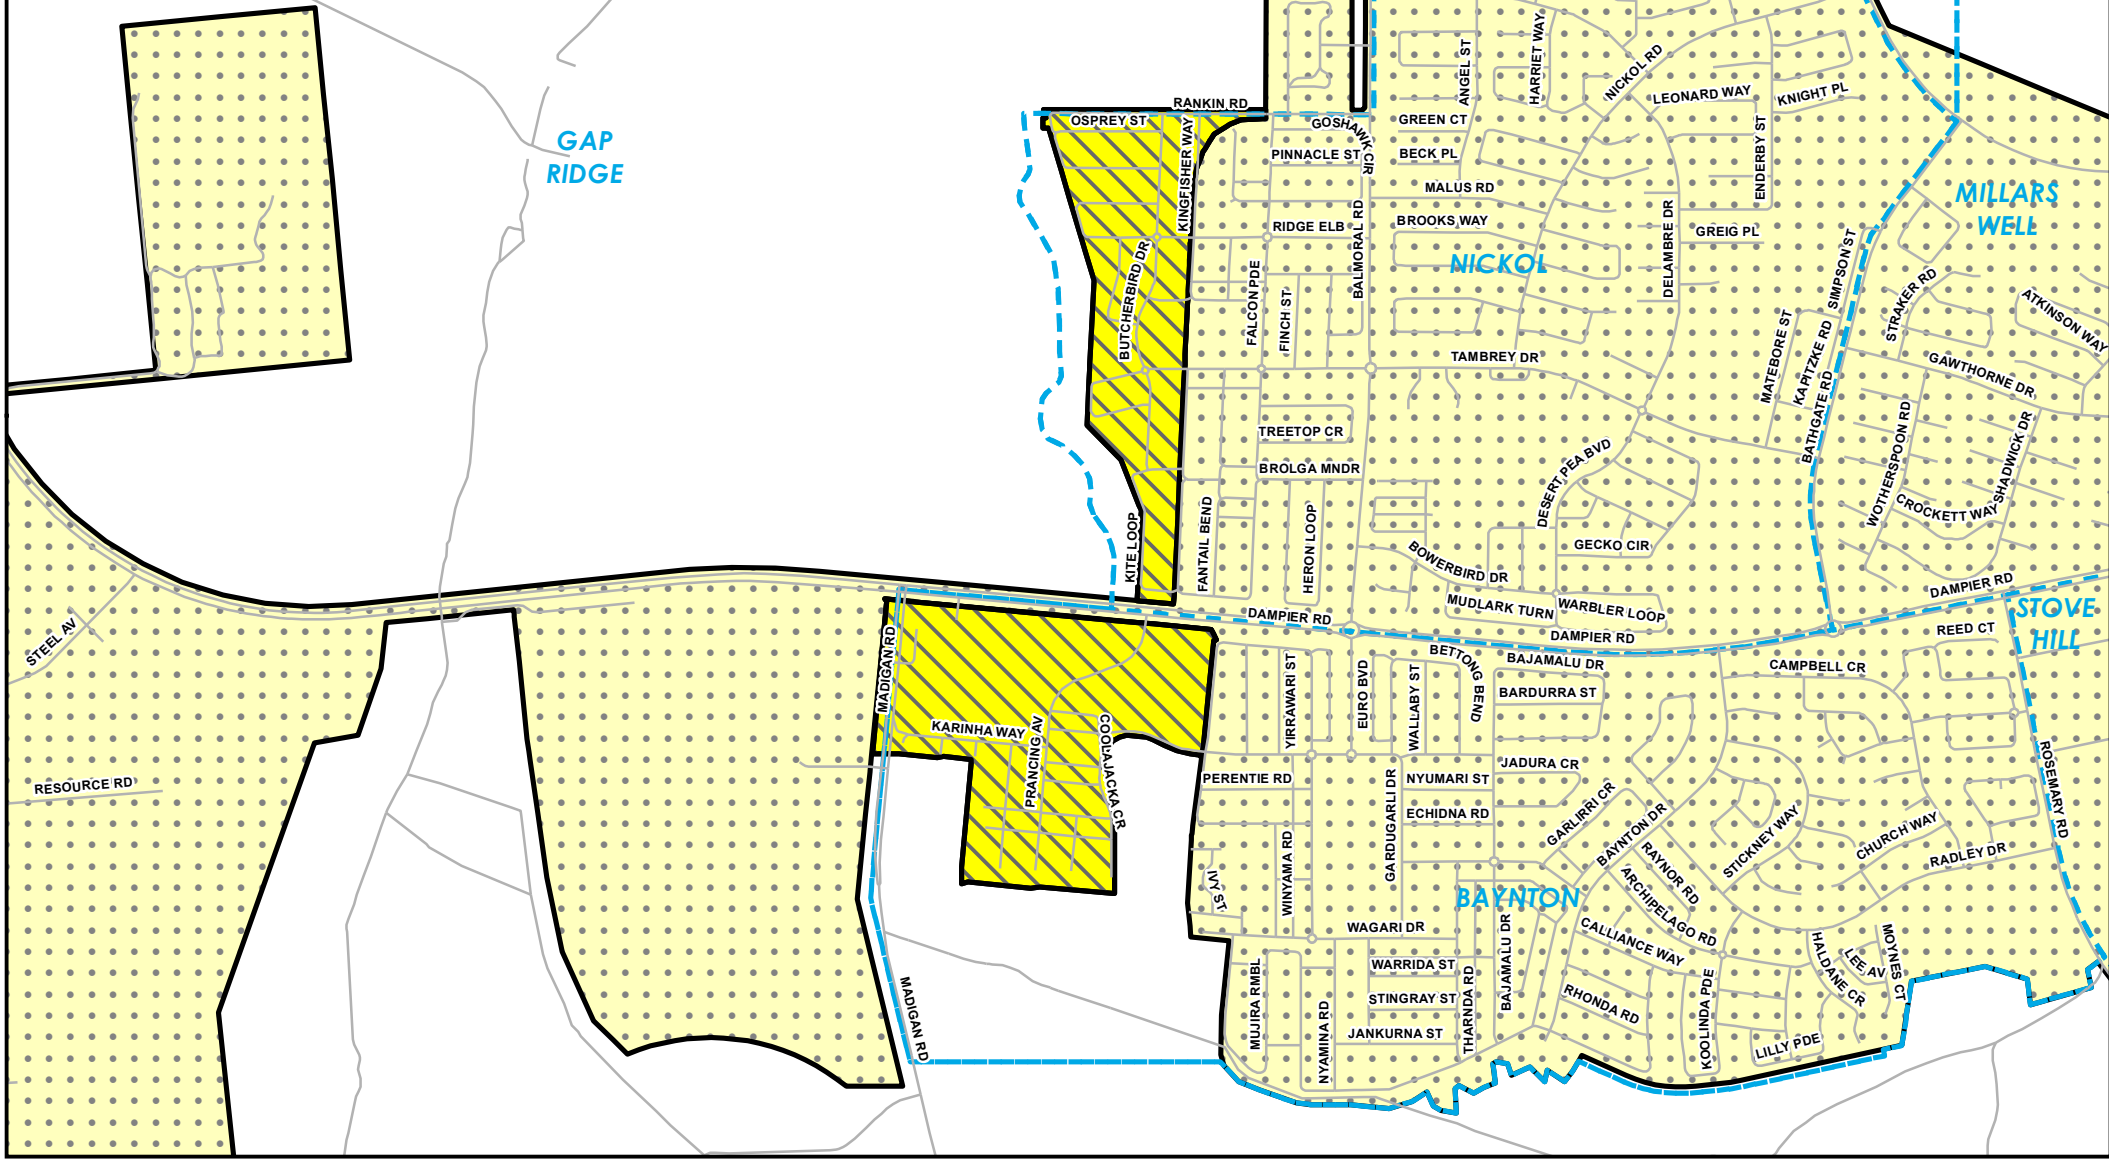 GAP
RIDGE
RANKIN RD
OSPREY ST
KINGFISHER WAY
BUTCHERBIRD DR
KITE LOOP
GOSHAWK CIR
PINNACLE ST
RIDGE ELB
FALCON PDE
FINCH ST
BALMORAL RD
TREETOP CR
BROLGA MNDR
FANTAIL BEND
HERON LOOP
ANGEL ST
HARRIET WAY
NICKOL RD
LEONARD WAY
KNIGHT PL
GREEN CT
BECK PL
MALUS RD
BROOKS WAY
ENDERBY ST
DELAMBRE DR
GREIG PL
NICKOL
TAMBREY DR
MATEBORE ST
KAPITZKE RD
SIMPSON ST
BATHGATE RD
DESERT PEA BVD
GECKO CIR
BOWERBIRD DR
MUDLARK TURN
WARBLER LOOP
MILLARS
WELL
STRAKER RD
ATKINSON WAY
GAWTHORNE DR
WOTHERSPOON RD
SHADWICK DR
CROCKETT WAY
DAMPIER RD
DAMPIER RD
DAMPIER RD
STOVE
HILL
STEEL AV
RESOURCE RD
MADIGAN RD
KARINHA WAY
PRANCING AV
COOLAJACKA CR
MADIGAN RD
YIRRAWARI ST
EURO BVD
WALLABY ST
BETTONG BEND
BAJAMALU DR
BARDURRA ST
JADURA CR
PERENTIE RD
NYUMARI ST
ECHIDNA RD
GARDUGARLI DR
WINYAMA RD
IVY ST
GARLIRRI CR
BAYNTON DR
RAYNOR RD
ARCHIPELAGO RD
STICKNEY WAY
CAMPBELL CR
REED CT
ROSEMARY RD
CHURCH WAY
RADLEY DR
BAYNTON
WAGARI DR
WARRIDA ST
STINGRAY ST
JANKURNA ST
MUJIRA RMBL
NYAMINA RD
THARNDA RD
BAJAMALU DR
CALLIANCE WAY
RHONDA RD
KOOLINDA PDE
LILLY PDE
HALDANE CR
LEE AV
MOYNES CT